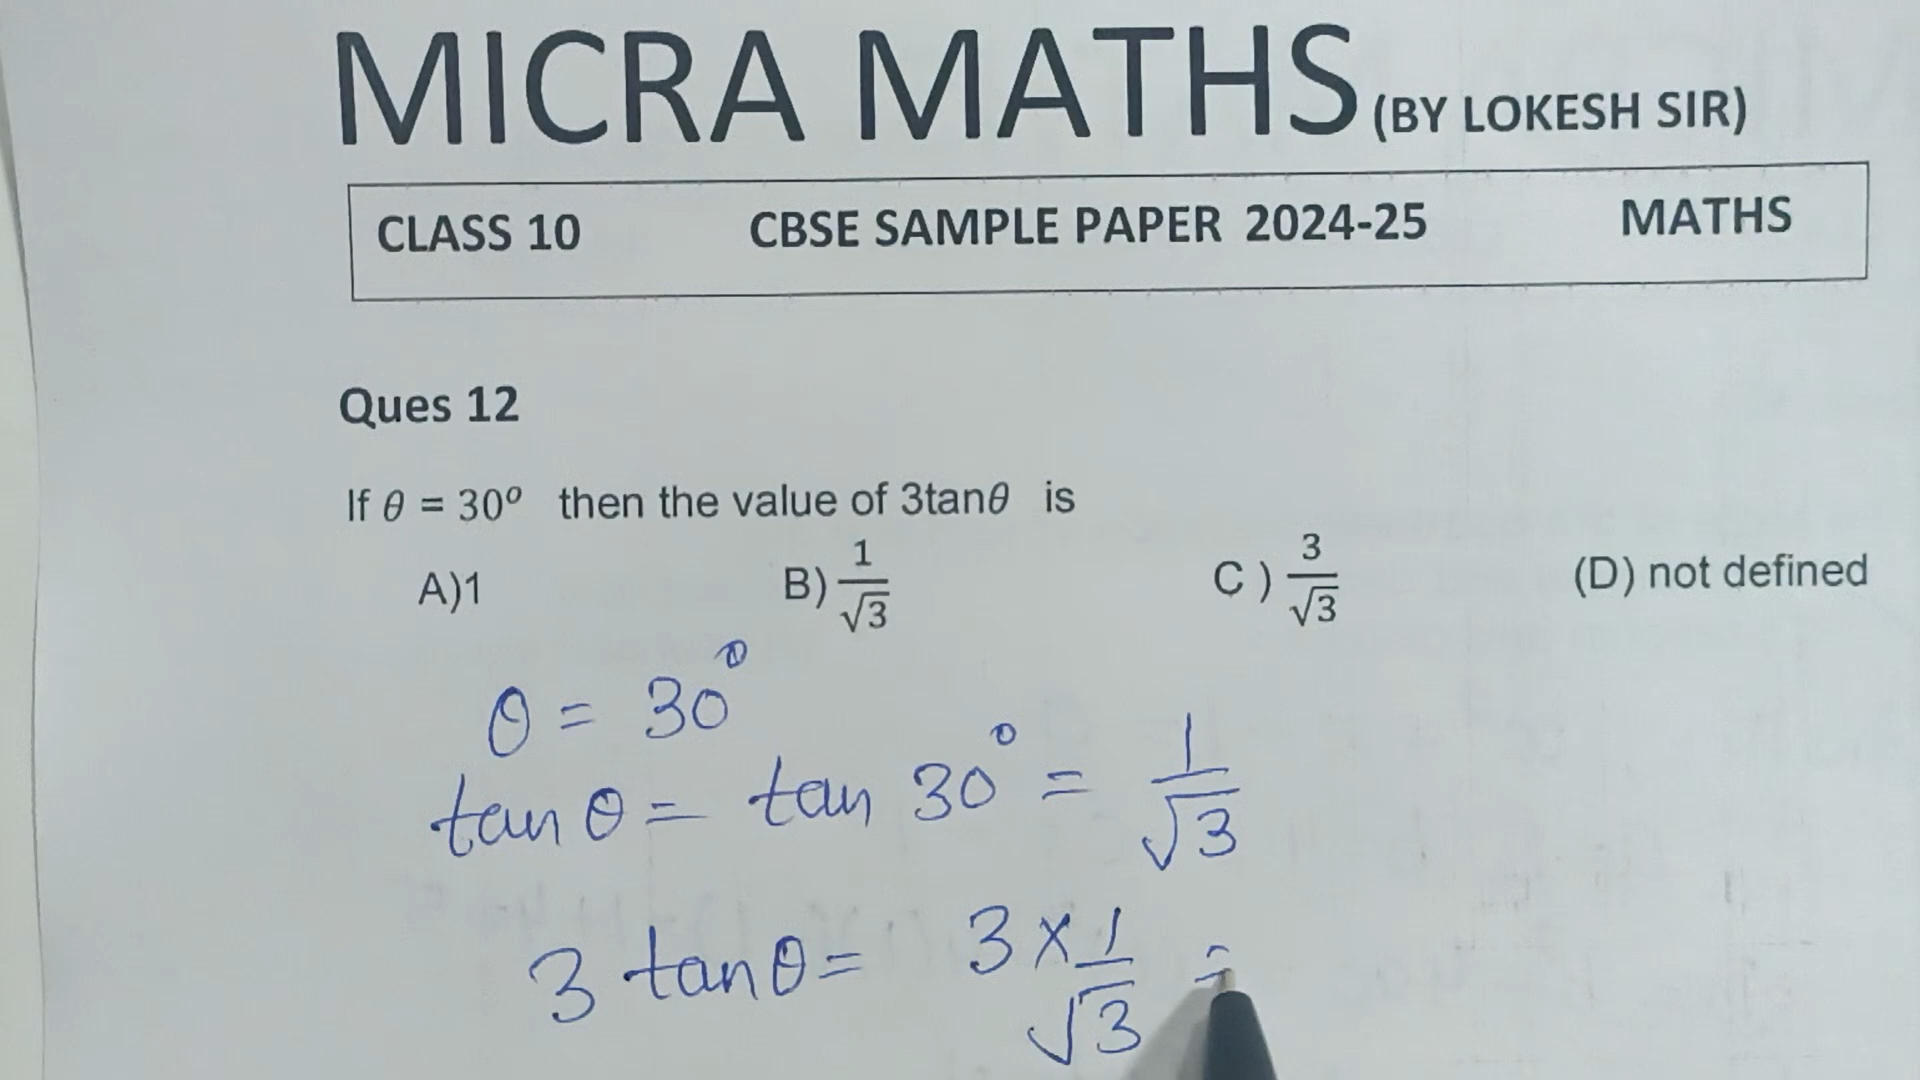 MICRA MATHS (BY LOKESH SIR)
CLASS 10 CBSE SAMPLE PAPER 2024-25 MATHS
Ques 12
If θ = 30⁰ then the value of 3tanθ is
A)1 B) 1/√3 C ) 3/√3 (D) not defined
θ = 30°
tan θ = tan 30° = 1/√3
3 tan θ = 3 × 1/√3 =